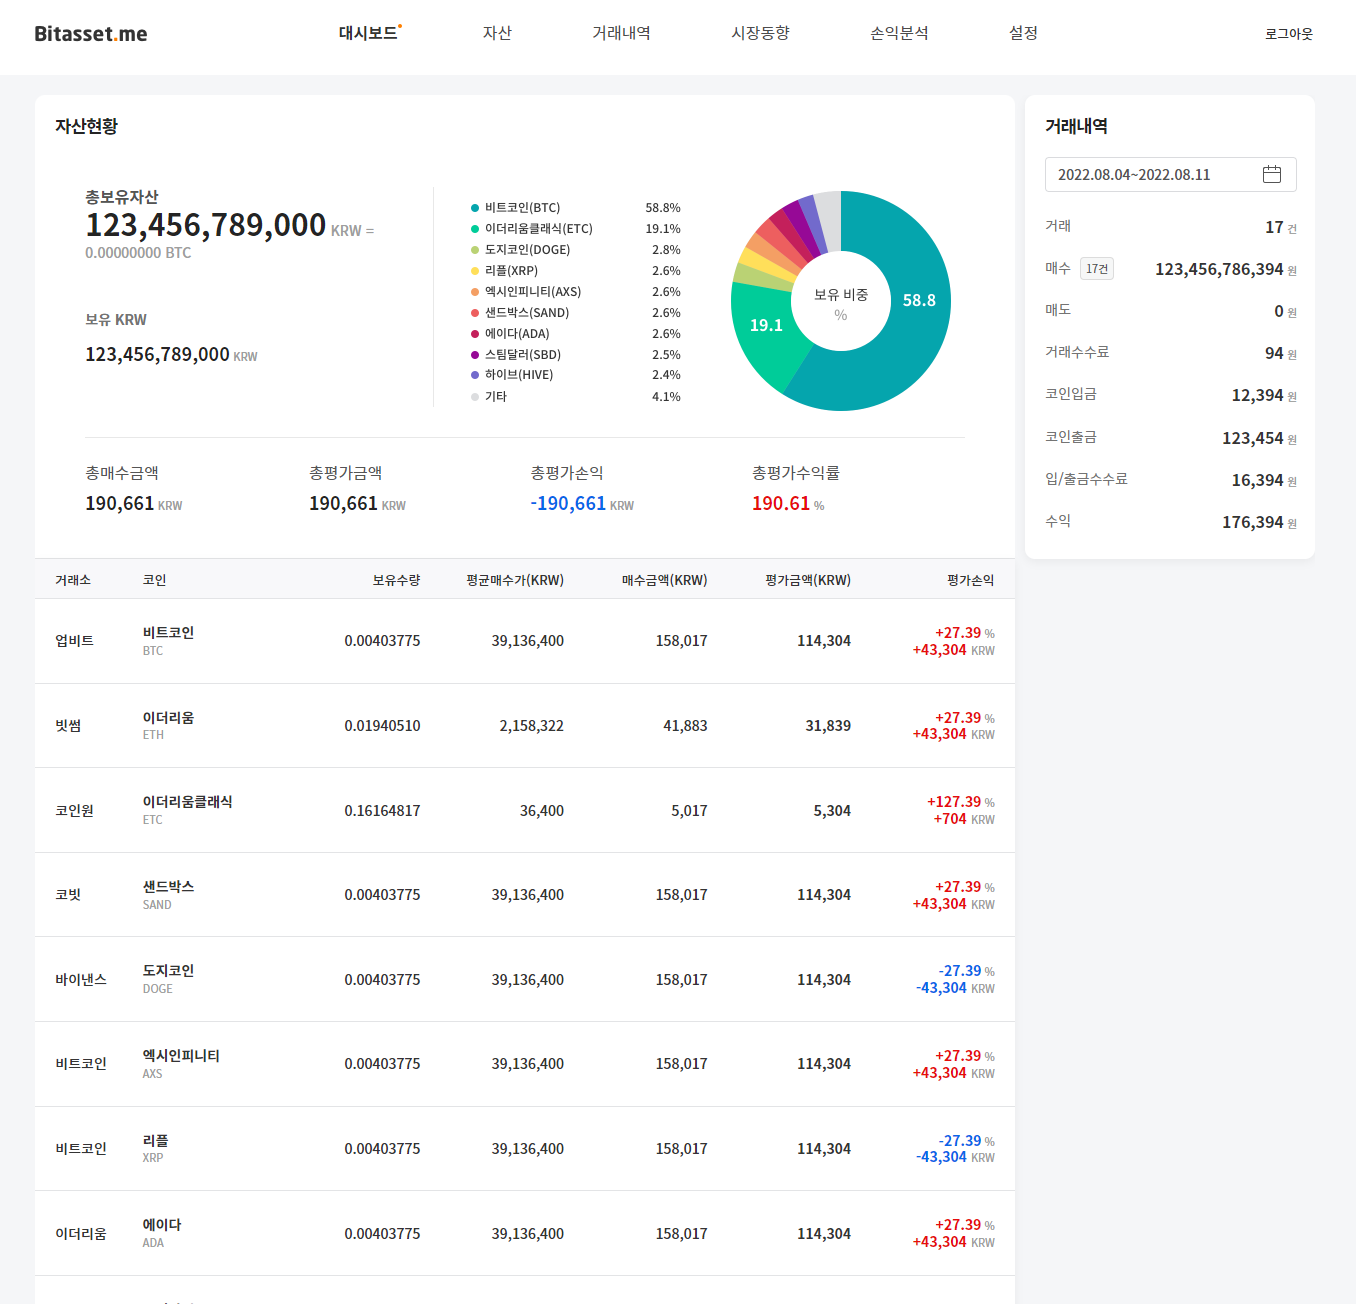 Bitasset.me
대시보드 자산 거래내역 시장동향 손익분석 설정
로그아웃
자산현황
총보유자산
123,456,789,000 KRW =
0.00000000 BTC
보유 KRW
123,456,789,000 KRW
비트코인(BTC) 58.8%
이더리움클래식(ETC) 19.1%
도지코인(DOGE) 2.8%
리플(XRP) 2.6%
엑시인피니티(AXS) 2.6%
샌드박스(SAND) 2.6%
에이다(ADA) 2.6%
스팀달러(SBD) 2.5%
하이브(HIVE) 2.4%
기타 4.1%
보유 비중
%
58.8
19.1
총매수금액
190,661 KRW
총평가금액
190,661 KRW
총평가손익
-190,661 KRW
총평가수익률
190.61 %
거래소 코인 보유수량 평균매수가(KRW) 매수금액(KRW) 평가금액(KRW) 평가손익
업비트 비트코인 BTC 0.00403775 39,136,400 158,017 114,304 +27.39 % +43,304 KRW
빗썸 이더리움 ETH 0.01940510 2,158,322 41,883 31,839 +27.39 % +43,304 KRW
코인원 이더리움클래식 ETC 0.16164817 36,400 5,017 5,304 +127.39 % +704 KRW
코빗 샌드박스 SAND 0.00403775 39,136,400 158,017 114,304 +27.39 % +43,304 KRW
바이낸스 도지코인 DOGE 0.00403775 39,136,400 158,017 114,304 -27.39 % -43,304 KRW
비트코인 엑시인피니티 AXS 0.00403775 39,136,400 158,017 114,304 +27.39 % +43,304 KRW
비트코인 리플 XRP 0.00403775 39,136,400 158,017 114,304 -27.39 % -43,304 KRW
이더리움 에이다 ADA 0.00403775 39,136,400 158,017 114,304 +27.39 % +43,304 KRW
거래내역
2022.08.04~2022.08.11
거래 17 건
매수 17건 123,456,786,394 원
매도 0 원
거래수수료 94 원
코인입금 12,394 원
코인출금 123,454 원
입/출금수수료 16,394 원
수익 176,394 원